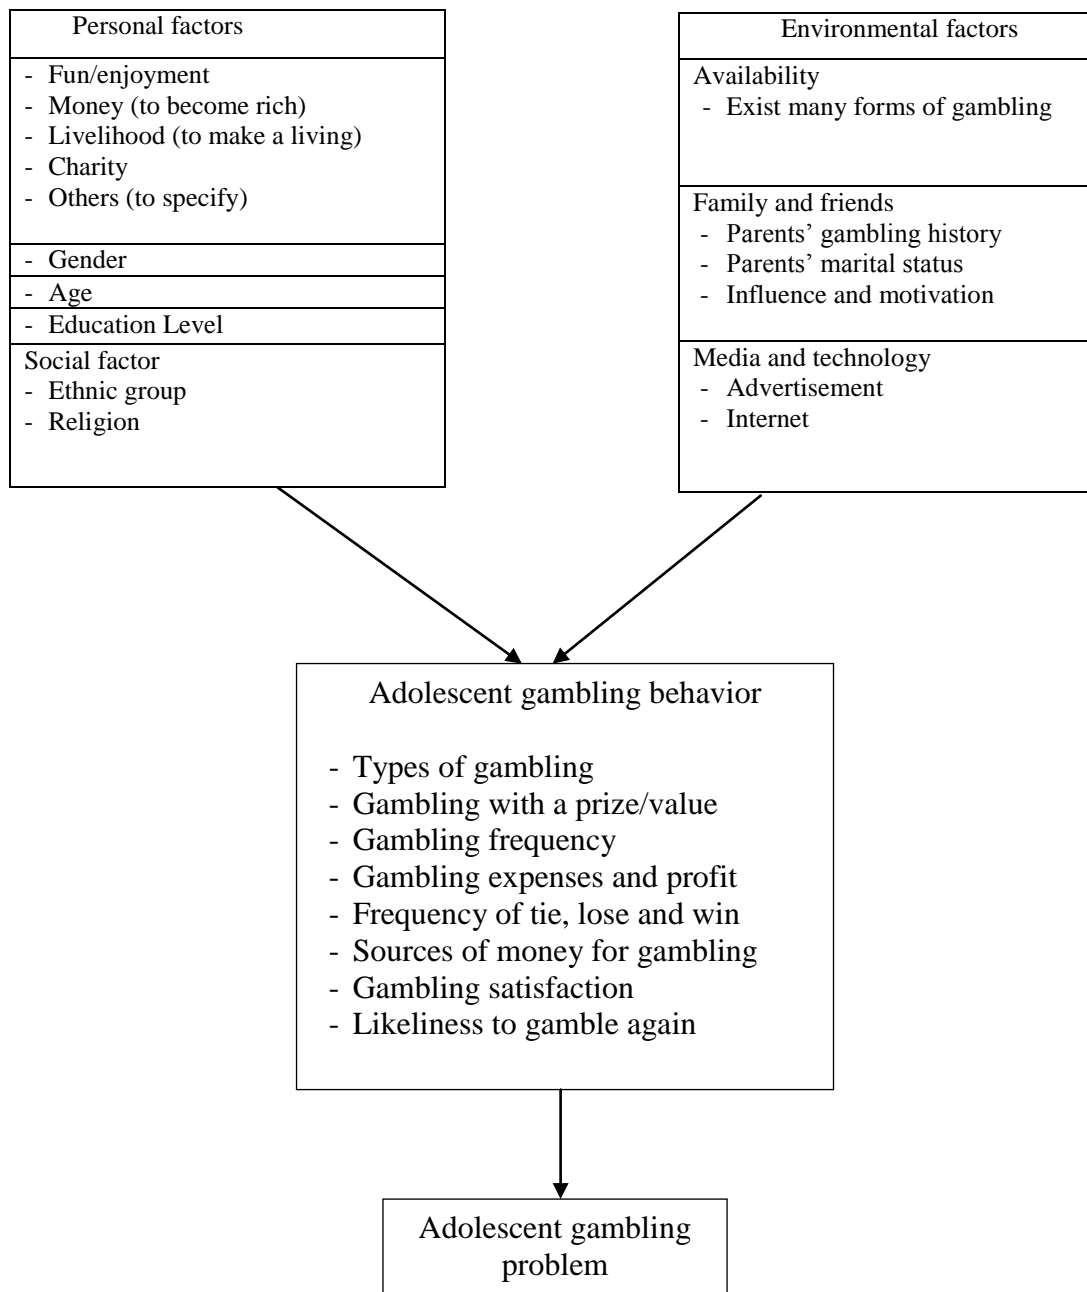 Personal factors
- Fun/enjoyment
- Money (to become rich)
- Livelihood (to make a living)
- Charity
- Others (to specify)
- Gender
- Age
- Education Level
Social factor
- Ethnic group
- Religion
Environmental factors
Availability
- Exist many forms of gambling
Family and friends
- Parents’ gambling history
- Parents’ marital status
- Influence and motivation
Media and technology
- Advertisement
- Internet
Adolescent gambling behavior
- Types of gambling
- Gambling with a prize/value
- Gambling frequency
- Gambling expenses and profit
- Frequency of tie, lose and win
- Sources of money for gambling
- Gambling satisfaction
- Likeliness to gamble again
Adolescent gambling
problem